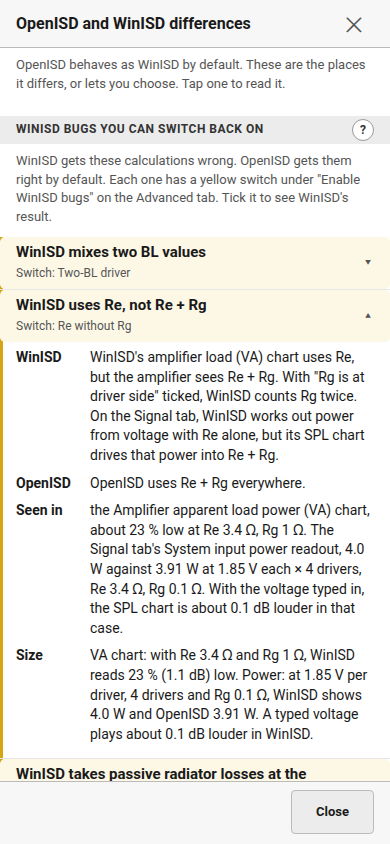 OpenISD and WinISD differences
OpenISD behaves as WinISD by default. These are the places
it differs, or lets you choose. Tap one to read it.
WINISD BUGS YOU CAN SWITCH BACK ON
?
WinISD gets these calculations wrong. OpenISD gets them
right by default. Each one has a yellow switch under "Enable
WinISD bugs" on the Advanced tab. Tick it to see WinISD's
result.
WinISD mixes two BL values
Switch: Two-BL driver
WinISD uses Re, not Re + Rg
Switch: Re without Rg
WinISD WinISD's amplifier load (VA) chart uses Re,
but the amplifier sees Re + Rg. With "Rg is at
driver side" ticked, WinISD counts Rg twice.
On the Signal tab, WinISD works out power
from voltage with Re alone, but its SPL chart
drives that power into Re + Rg.
OpenISD OpenISD uses Re + Rg everywhere.
Seen in the Amplifier apparent load power (VA) chart,
about 23 % low at Re 3.4 Ω, Rg 1 Ω. The
Signal tab's System input power readout, 4.0
W against 3.91 W at 1.85 V each × 4 drivers,
Re 3.4 Ω, Rg 0.1 Ω. With the voltage typed in,
the SPL chart is about 0.1 dB louder in that
case.
Size VA chart: with Re 3.4 Ω and Rg 1 Ω, WinISD
reads 23 % (1.1 dB) low. Power: at 1.85 V per
driver, 4 drivers and Rg 0.1 Ω, WinISD shows
4.0 W and OpenISD 3.91 W. A typed voltage
plays about 0.1 dB louder in WinISD.
WinISD takes passive radiator losses at the
Close